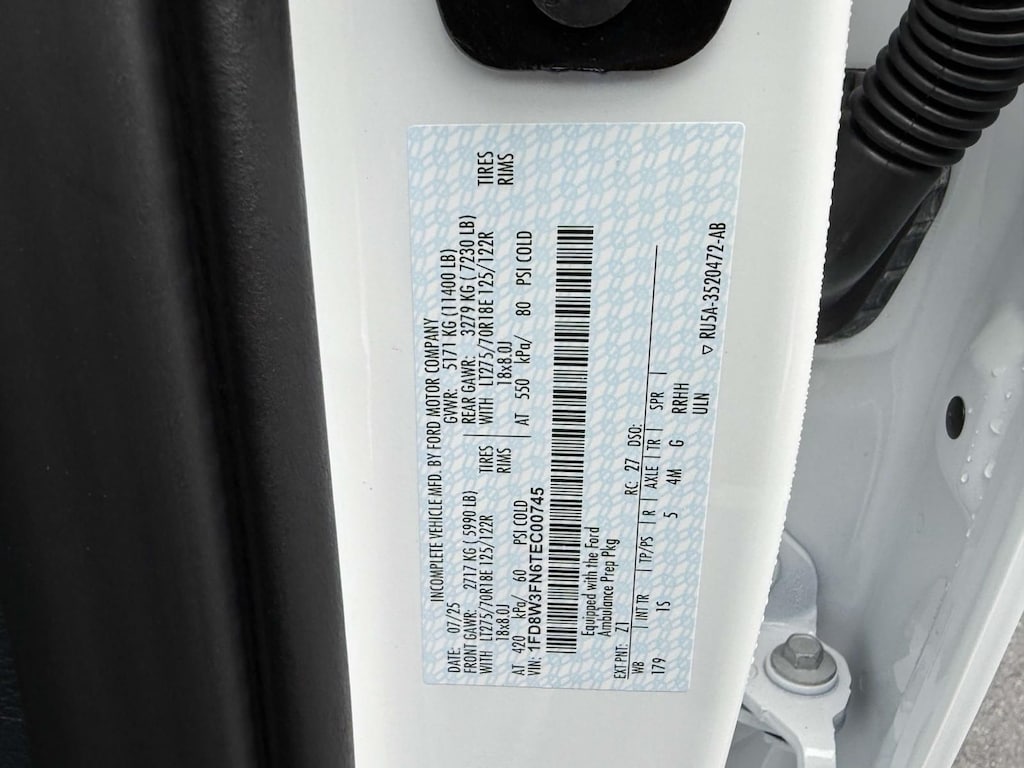 INCOMPLETE VEHICLE MFD. BY FORD MOTOR COMPANY
DATE: 07/25 GVWR: 5171 KG (11400 LB)
FRONT GAWR: 2717 KG (5990 LB) REAR GAWR: 3279 KG (7230 LB)
WITH LT275/70R18E 125/122R TIRES WITH LT275/70R18E 125/122R TIRES
18x8.0J RIMS 18x8.0J RIMS
AT 420 kPa/ 60 PSI COLD AT 550 kPa/ 80 PSI COLD
VIN: 1FD8W3FN6TEC00745
Equipped with the Ford
Ambulance Prep Pkg
EXT PNT: Z1 RC: 27 DSO:
WB INT TR TP/PS R AXLE TR SPR
179 1S 5 4M G RRHH
ULN
RU5A-3520472-AB